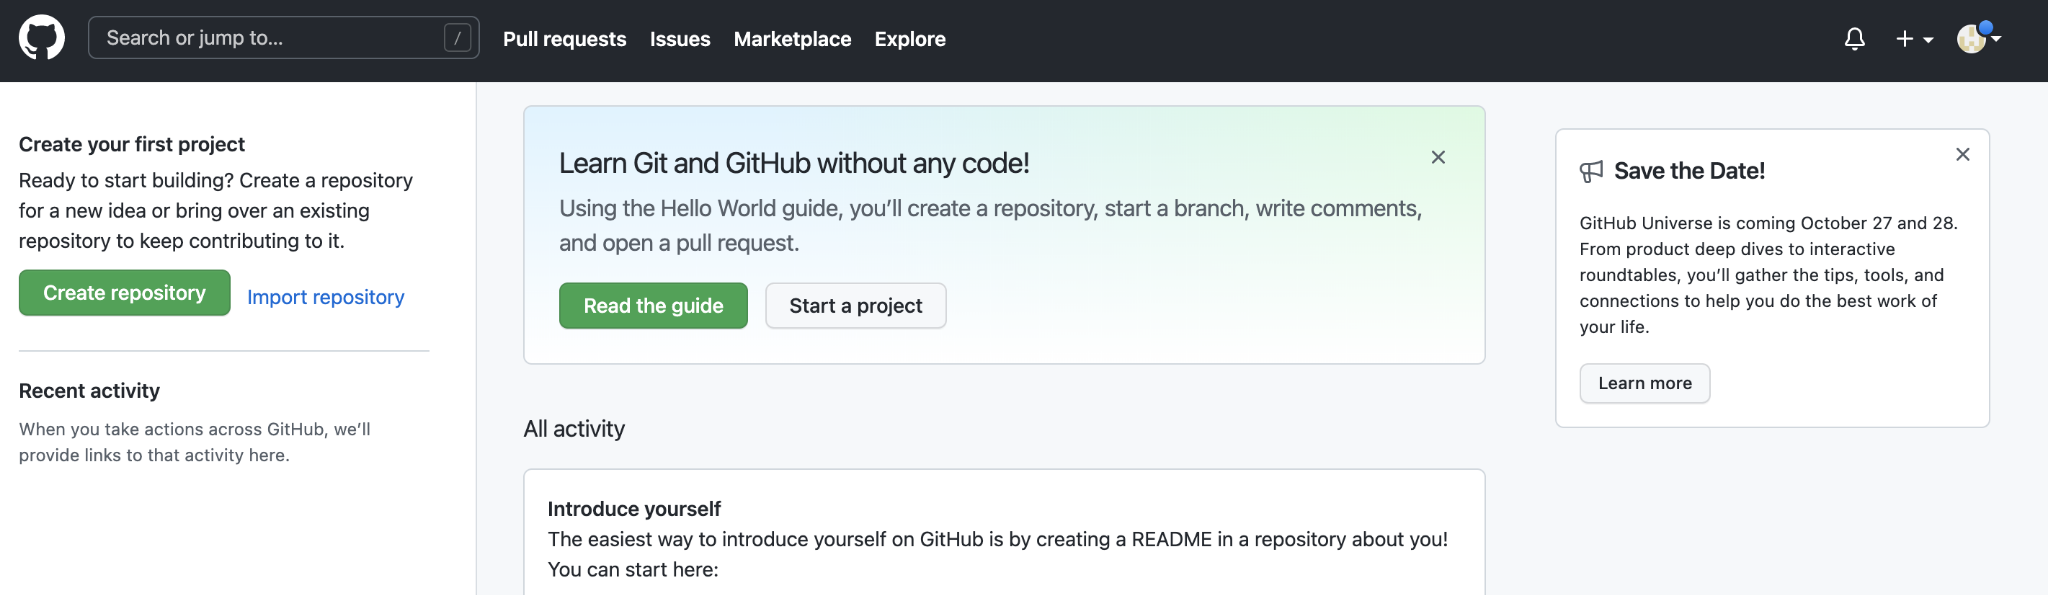 Search or jump to... /
Pull requests Issues Marketplace Explore
Create your first project
Ready to start building? Create a repository
for a new idea or bring over an existing
repository to keep contributing to it.
Create repository Import repository
Recent activity
When you take actions across GitHub, we’ll
provide links to that activity here.
Learn Git and GitHub without any code!
Using the Hello World guide, you’ll create a repository, start a branch, write comments,
and open a pull request.
Read the guide Start a project
All activity
Introduce yourself
The easiest way to introduce yourself on GitHub is by creating a README in a repository about you!
You can start here:
Save the Date!
GitHub Universe is coming October 27 and 28.
From product deep dives to interactive
roundtables, you’ll gather the tips, tools, and
connections to help you do the best work of
your life.
Learn more